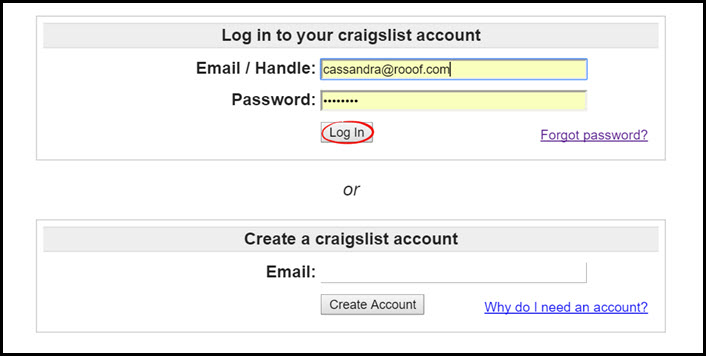 Log in to your craigslist account
Email / Handle: cassandra@rooof.com
Password: ••••••••
Log In Forgot password?
or
Create a craigslist account
Email:
Create Account Why do I need an account?